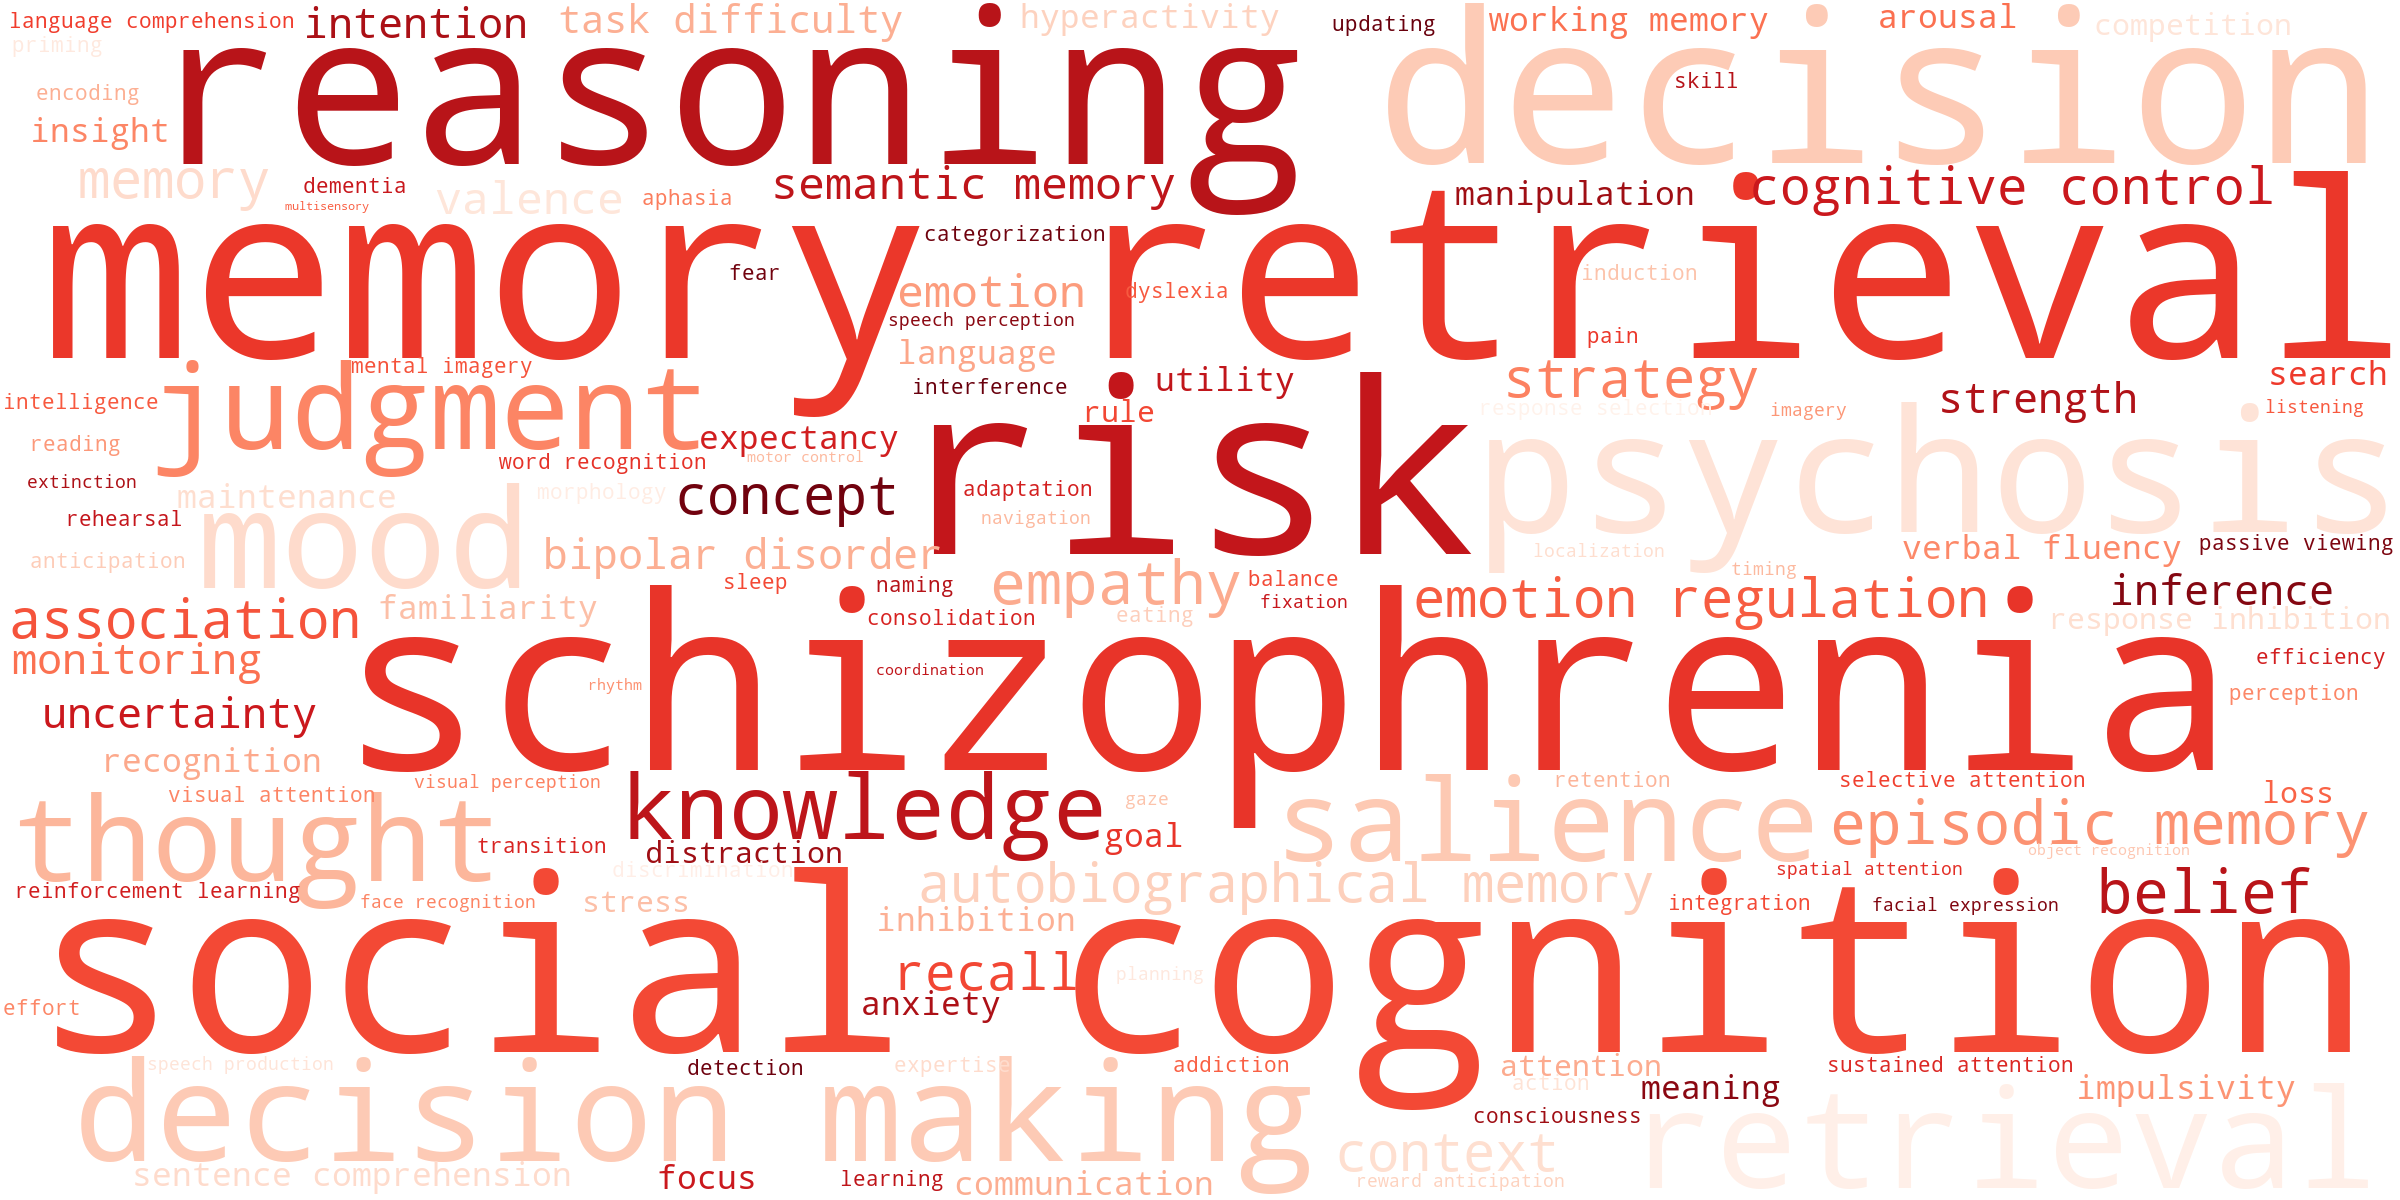 language comprehension
intention
task difficulty
hyperactivity
updating
working memory
arousal
competition
priming
reasoning
decision
skill
encoding
insight
memory
dementia
multisensory
valence
aphasia
semantic memory
manipulation
cognitive control
memory retrieval
categorization
fear
emotion
dyslexia
induction
speech perception
pain
language
mental imagery
judgment
interference
utility
strategy
search
intelligence
rule
response selection
imagery
strength
listening
reading
expectancy
risk
psychosis
word recognition
motor control
extinction
maintenance
morphology
concept
adaptation
rehearsal
mood
navigation
anticipation
bipolar disorder
localization
verbal fluency
passive viewing
sleep
naming
empathy
balance
timing
fixation
emotion regulation
inference
association
familiarity
consolidation
eating
response inhibition
monitoring
schizophrenia
coordination
efficiency
rhythm
perception
uncertainty
recognition
visual perception
knowledge
retention
selective attention
visual attention
gaze
salience
loss
thought
transition
goal
episodic memory
distraction
object recognition
discrimination
spatial attention
reinforcement learning
face recognition
stress
autobiographical memory
integration
facial expression
belief
inhibition
social cognition
recall
planning
effort
anxiety
speech production
detection
expertise
addiction
attention
sustained attention
action
meaning
impulsivity
decision making
consciousness
retrieval
context
sentence comprehension
focus
learning
communication
reward anticipation